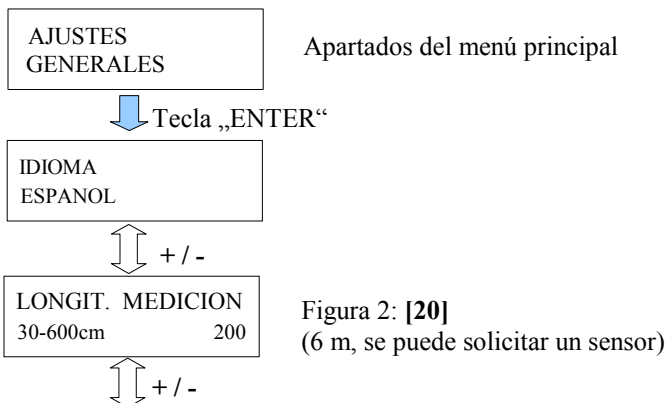 AJUSTES
GENERALES
Apartados del menú principal
Tecla „ENTER“
IDIOMA
ESPANOL
+ / -
LONGIT. MEDICION
30-600cm 200
Figura 2: [20]
(6 m, se puede solicitar un sensor)
+ / -